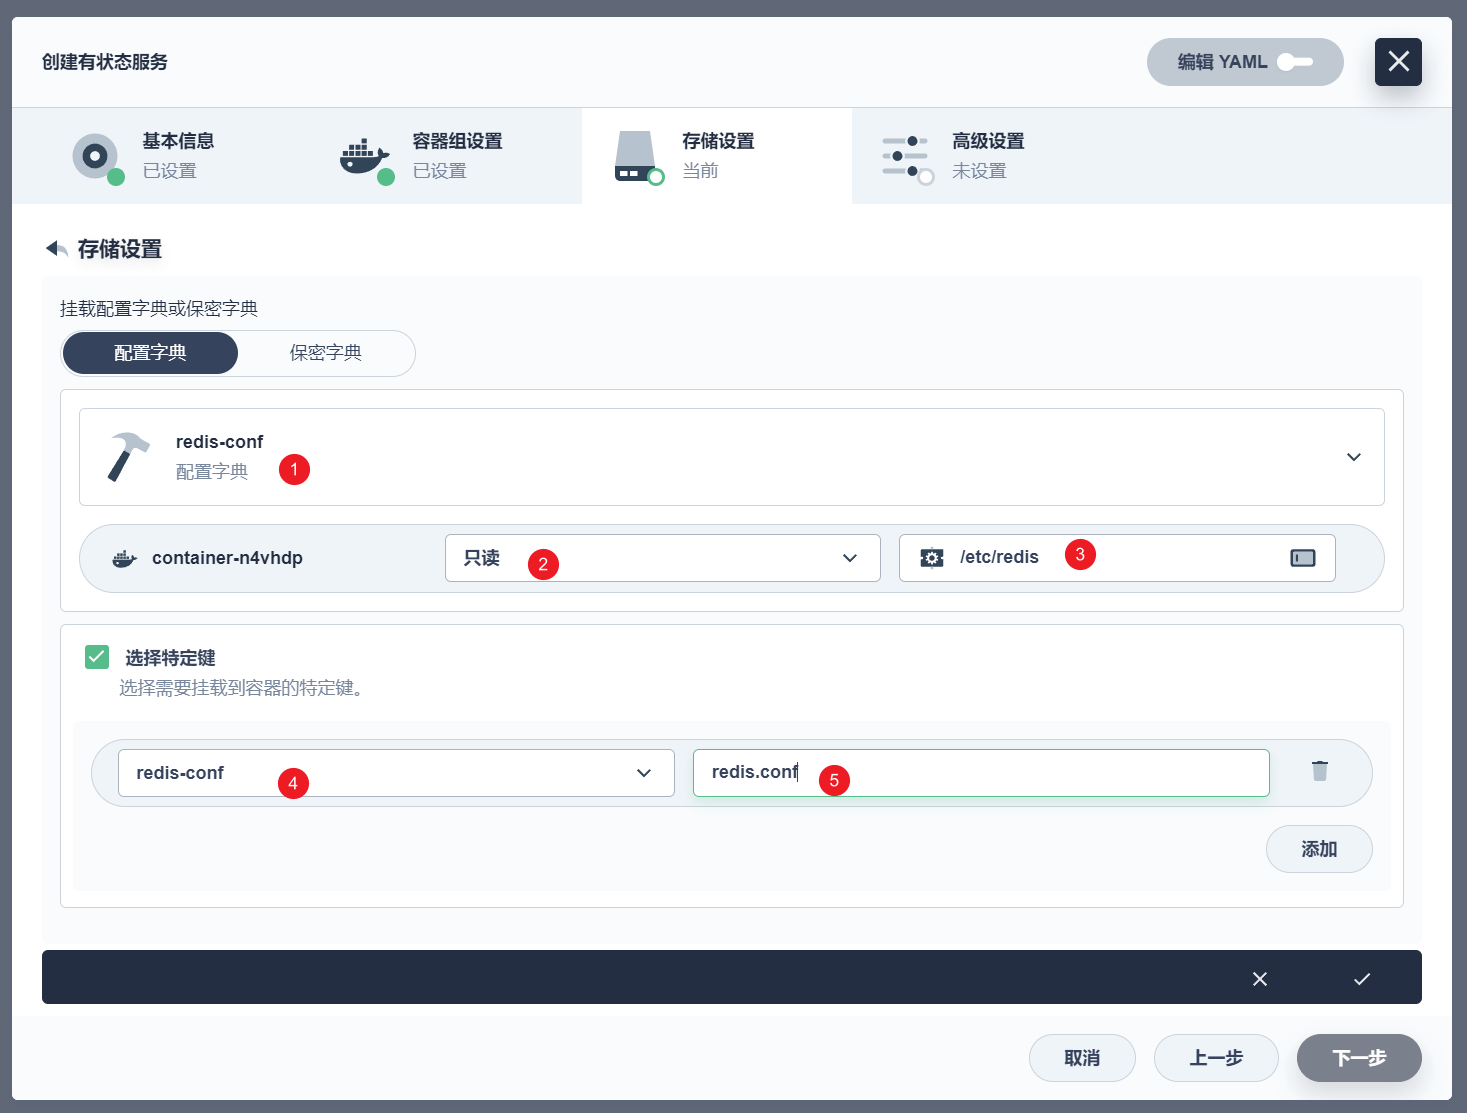 创建有状态服务
编辑 YAML
基本信息
已设置
容器组设置
已设置
存储设置
当前
高级设置
未设置
存储设置
挂载配置字典或保密字典
配置字典
保密字典
redis-conf
配置字典
1
container-n4vhdp
只读
2
/etc/redis
3
选择特定键
选择需要挂载到容器的特定键。
redis-conf
4
redis.conf
5
添加
取消
上一步
下一步